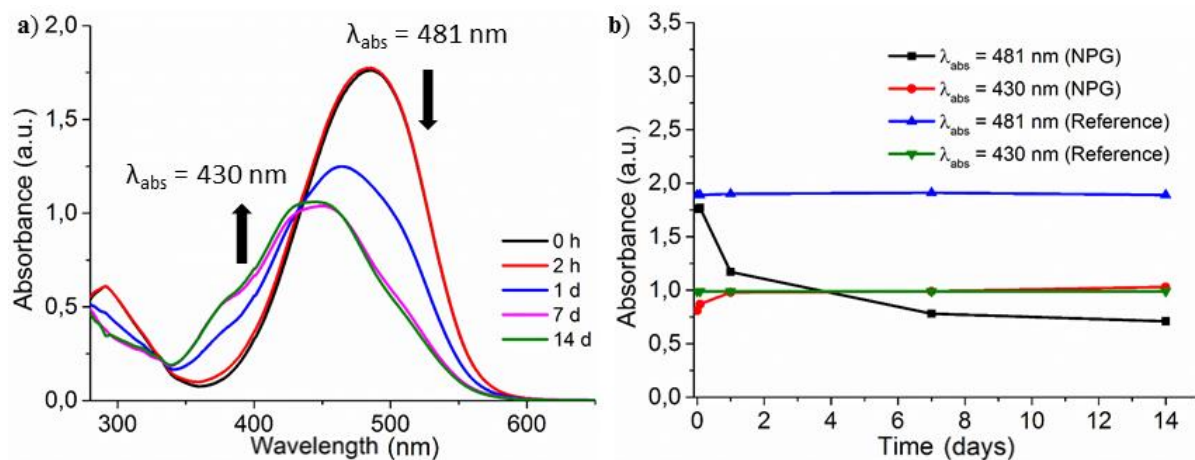 a)
λabs = 481 nm
λabs = 430 nm
0 h
2 h
1 d
7 d
14 d
2,0
1,5
1,0
0,5
0,0
300 400 500 600
Absorbance (a.u.)
Wavelength (nm)
b)
λabs = 481 nm (NPG)
λabs = 430 nm (NPG)
λabs = 481 nm (Reference)
λabs = 430 nm (Reference)
3,5
3,0
2,5
2,0
1,5
1,0
0,5
0,0
0 2 4 6 8 10 12 14
Absorbance (a.u.)
Time (days)